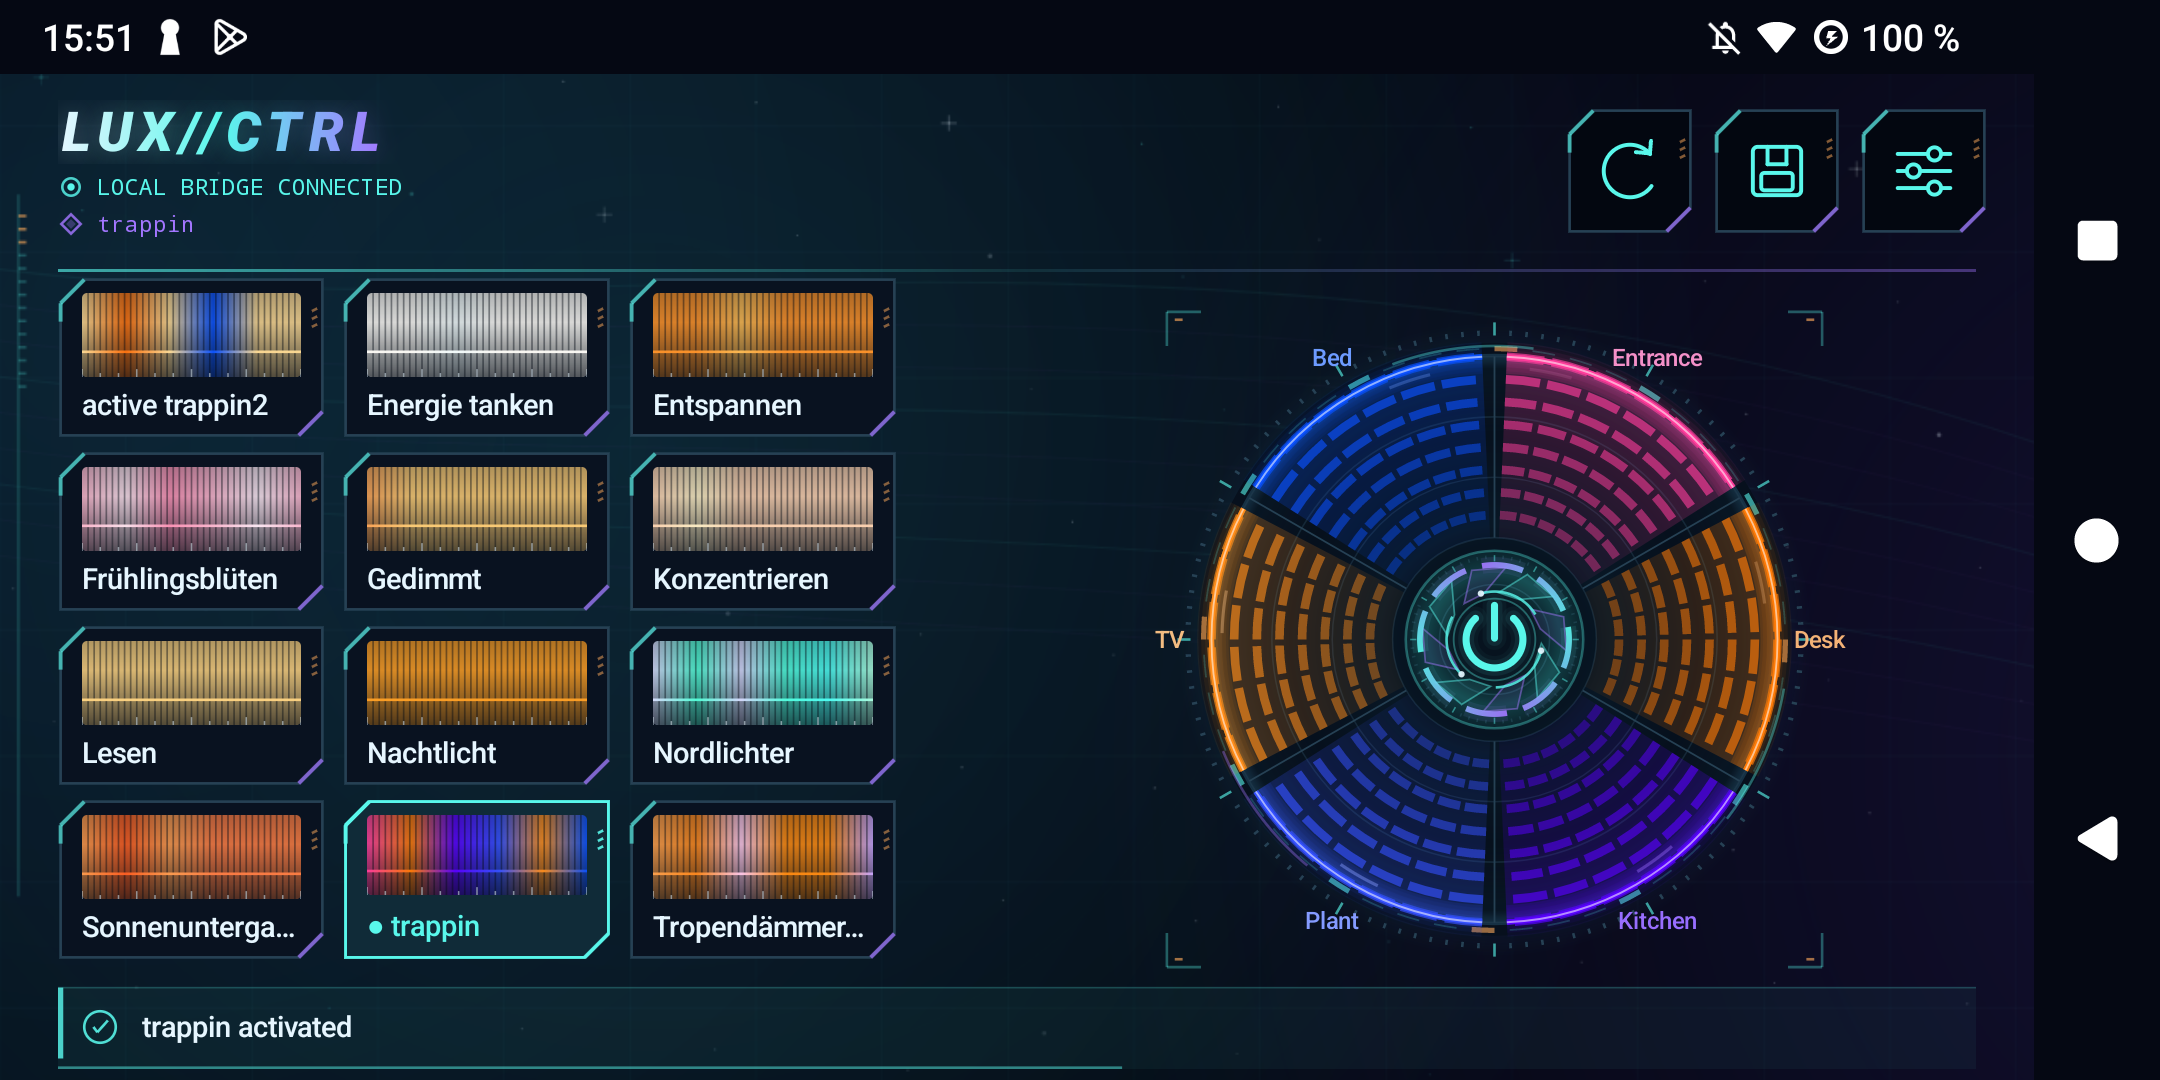 15:51
100 %
LUX//CTRL
LOCAL BRIDGE CONNECTED
trappin
active trappin2
Energie tanken
Entspannen
Frühlingsblüten
Gedimmt
Konzentrieren
Lesen
Nachtlicht
Nordlichter
Sonnenunterga...
trappin
Tropendämmer...
Bed
Entrance
TV
Desk
Plant
Kitchen
trappin activated